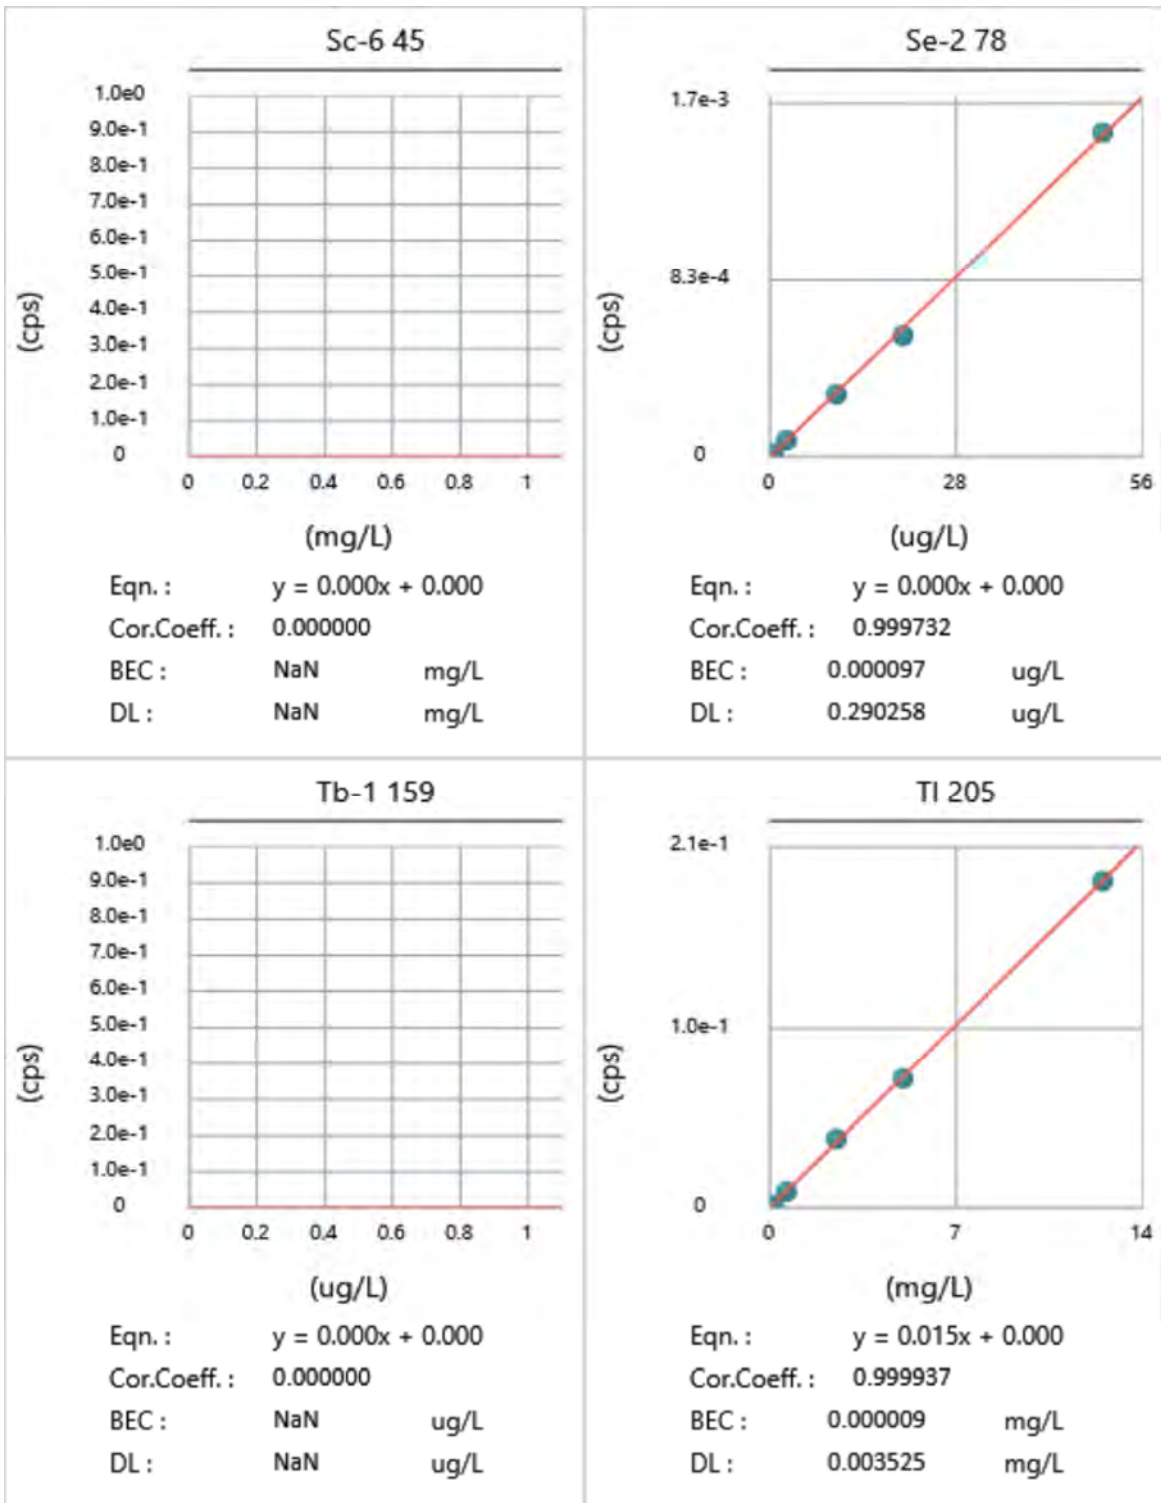 Sc-6 45
1.0e0
9.0e-1
8.0e-1
7.0e-1
6.0e-1
5.0e-1
4.0e-1
3.0e-1
2.0e-1
1.0e-1
0
(cps)
0 0.2 0.4 0.6 0.8 1
(mg/L)
Eqn. : y = 0.000x + 0.000
Cor.Coeff. : 0.000000
BEC : NaN mg/L
DL : NaN mg/L
Se-2 78
1.7e-3
8.3e-4
0
(cps)
0 28 56
(ug/L)
Eqn. : y = 0.000x + 0.000
Cor.Coeff. : 0.999732
BEC : 0.000097 ug/L
DL : 0.290258 ug/L
Tb-1 159
1.0e0
9.0e-1
8.0e-1
7.0e-1
6.0e-1
5.0e-1
4.0e-1
3.0e-1
2.0e-1
1.0e-1
0
(cps)
0 0.2 0.4 0.6 0.8 1
(ug/L)
Eqn. : y = 0.000x + 0.000
Cor.Coeff. : 0.000000
BEC : NaN ug/L
DL : NaN ug/L
Tl 205
2.1e-1
1.0e-1
0
(cps)
0 7 14
(mg/L)
Eqn. : y = 0.015x + 0.000
Cor.Coeff. : 0.999937
BEC : 0.000009 mg/L
DL : 0.003525 mg/L